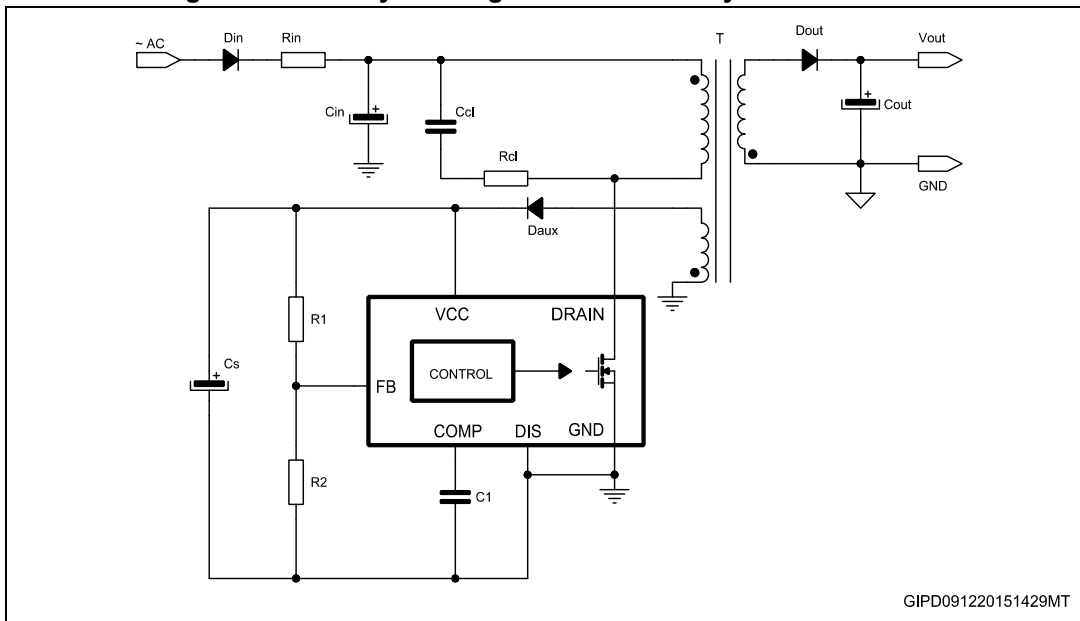 ~ AC
Din
Rin
T
Dout
Vout
Cin
Ccl
Cout
Rcl
GND
Daux
VCC
DRAIN
R1
Cs
CONTROL
FB
COMP
DIS
GND
R2
C1
GIPD091220151429MT